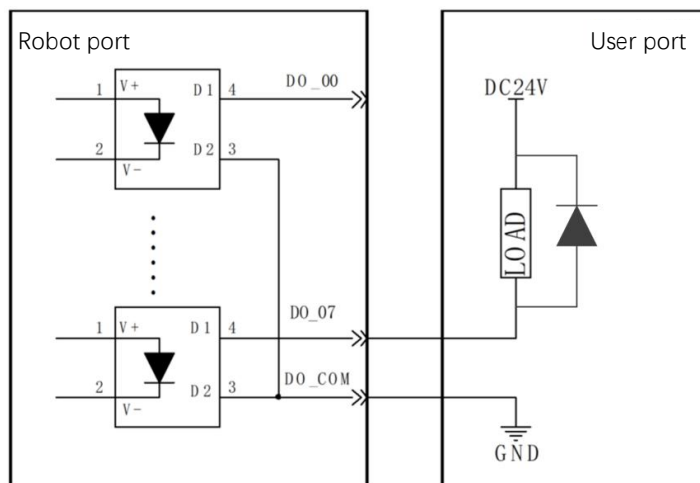 Robot port
1 V+ D1 4 DO_00
2 V- D2 3
1 V+ D1 4 DO_07
2 V- D2 3 DO_COM
User port
DC24V
LOAD
GND